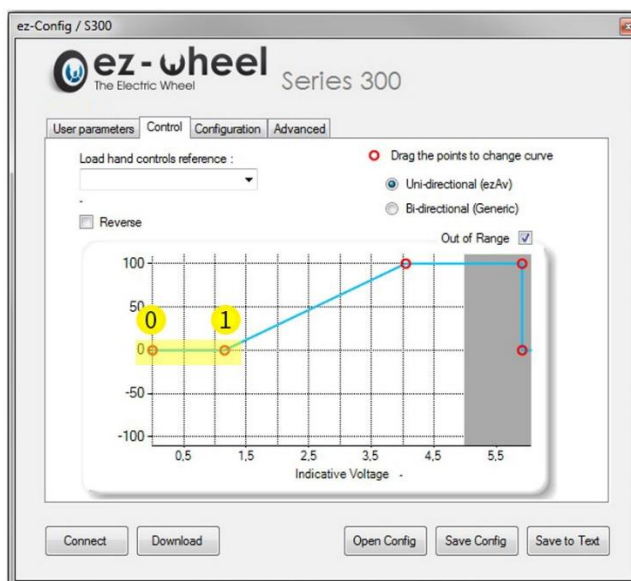 ez-Config / S300
ez-wheel
The Electric Wheel
Series 300
User parameters Control Configuration Advanced
Load hand controls reference :
Drag the points to change curve
Uni-directional (ezAv)
-
Bi-directional (Generic)
Reverse
Out of Range
100
50
0 1
0
-50
-100
0,5 1,5 2,5 3,5 4,5 5,5
Indicative Voltage -
Connect Download Open Config Save Config Save to Text